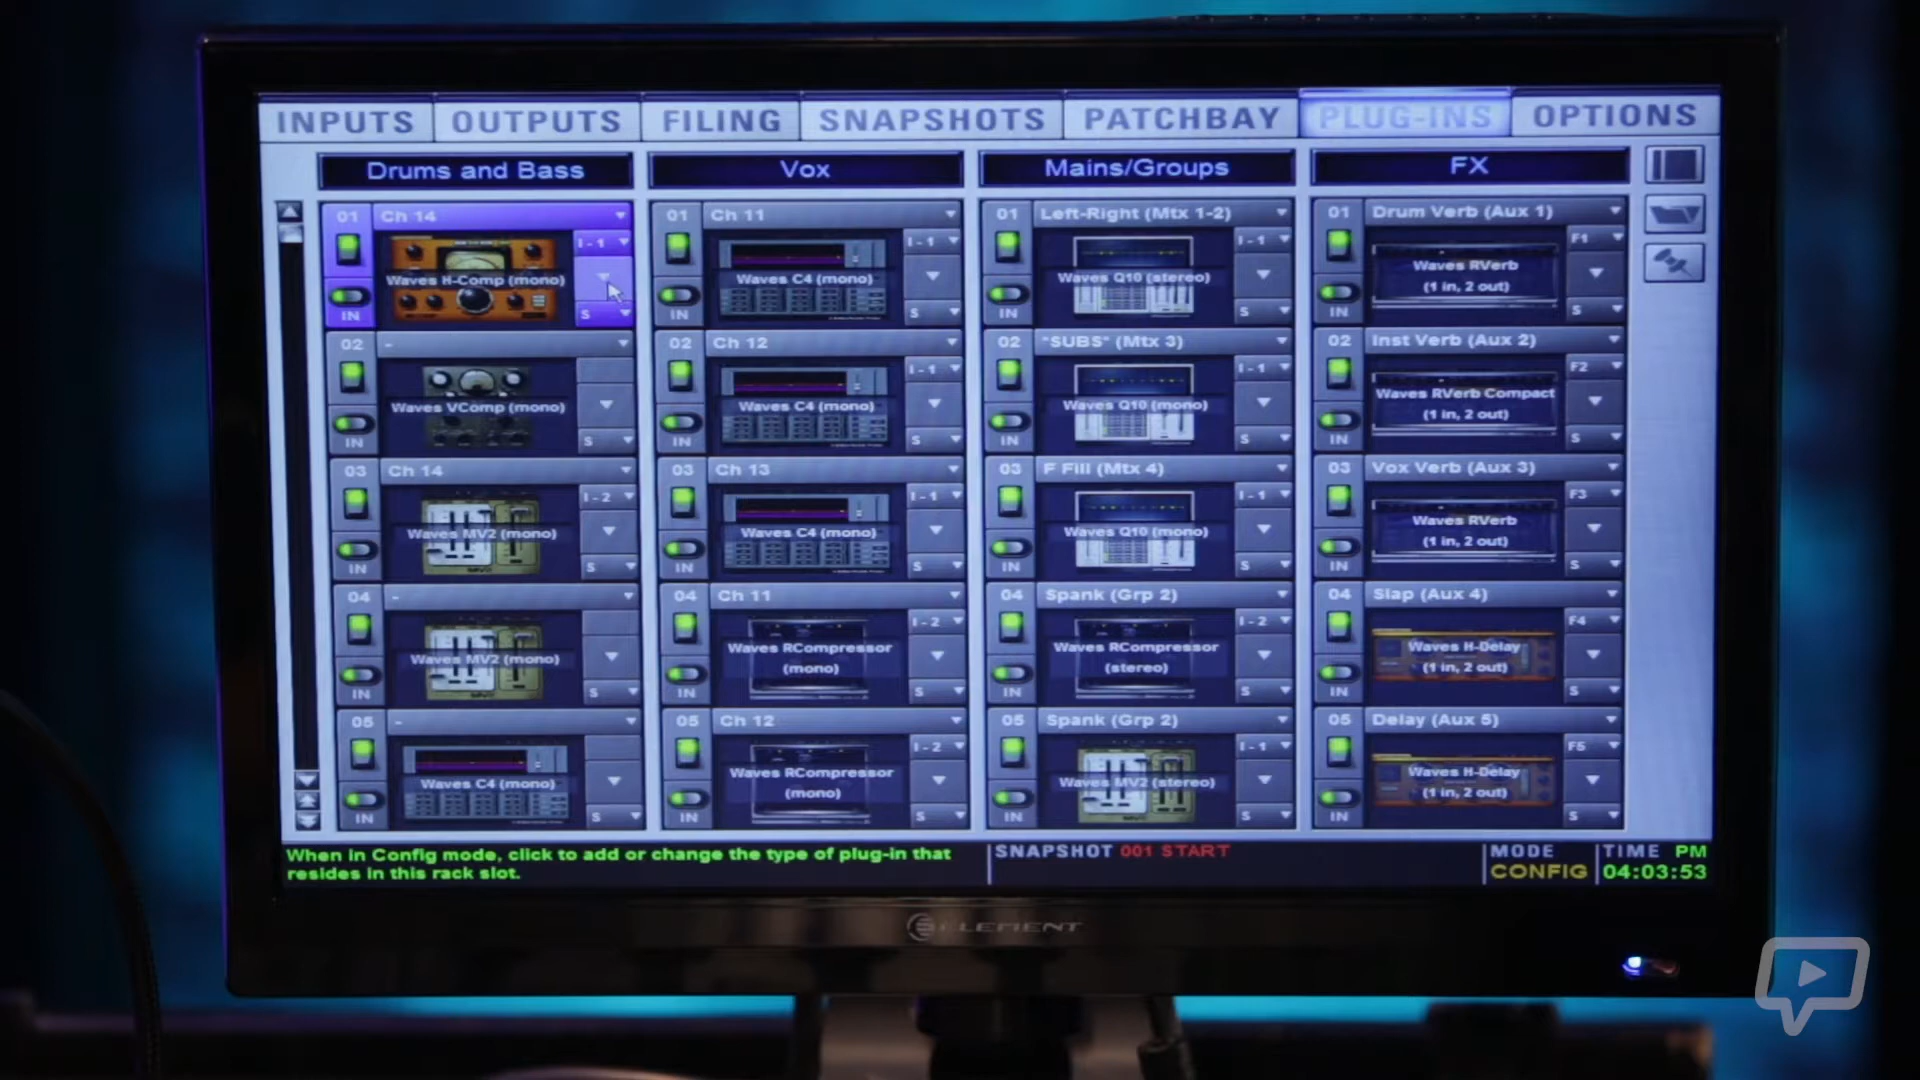 INPUTS OUTPUTS FILING SNAPSHOTS PATCHBAY PLUG-INS OPTIONS
Drums and Bass
01 Ch 14
I - 1
Waves H-Comp (mono)
IN S
02 -
Waves VComp (mono)
IN S
03 Ch 14
I - 2
Waves MV2 (mono)
IN S
04 -
Waves MV2 (mono)
IN S
05 -
Waves C4 (mono)
IN S
Vox
01 Ch 11
I - 1
Waves C4 (mono)
IN S
02 Ch 12
I - 1
Waves C4 (mono)
IN S
03 Ch 13
I - 1
Waves C4 (mono)
IN S
04 Ch 11
I - 2
Waves RCompressor
(mono)
IN S
05 Ch 12
I - 2
Waves RCompressor
(mono)
IN S
Mains/Groups
01 Left-Right (Mtx 1-2)
I - 1
Waves Q10 (stereo)
IN S
02 "SUBS" (Mtx 3)
I - 1
Waves Q10 (mono)
IN S
03 F Fill (Mtx 4)
I - 1
Waves Q10 (mono)
IN S
04 Spank (Grp 2)
I - 2
Waves RCompressor
(stereo)
IN S
05 Spank (Grp 2)
I - 1
Waves MV2 (stereo)
IN S
FX
01 Drum Verb (Aux 1)
F1
Waves RVerb
(1 in, 2 out)
IN S
02 Inst Verb (Aux 2)
F2
Waves RVerb Compact
(1 in, 2 out)
IN S
03 Vox Verb (Aux 3)
F3
Waves RVerb
(1 in, 2 out)
IN S
04 Slap (Aux 4)
F4
Waves H-Delay
(1 in, 2 out)
IN S
05 Delay (Aux 5)
F5
Waves H-Delay
(1 in, 2 out)
IN S
When in Config mode, click to add or change the type of plug-in that
resides in this rack slot.
SNAPSHOT 001 START
MODE
CONFIG
TIME PM
04:03:53
ELEMENT